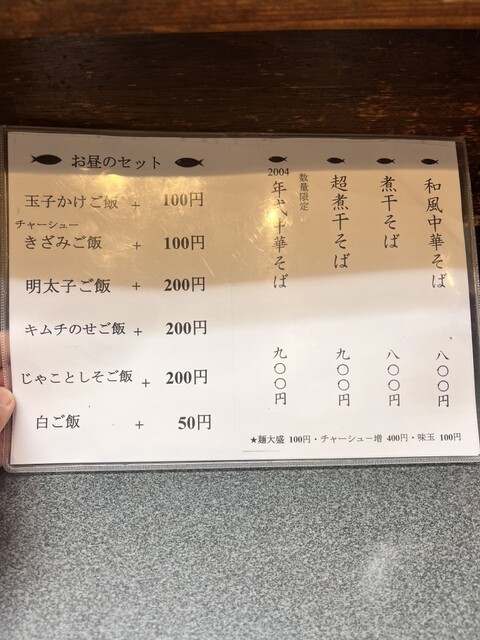 お昼のセット
玉子かけご飯 + 100円
チャーシュー
きざみご飯 + 100円
明太子ご飯 + 200円
キムチのせご飯 + 200円
じゃことしそご飯 + 200円
白ご飯 + 50円
和風中華そば 八〇〇円
煮干そば 八〇〇円
超煮干そば 九〇〇円
数量限定
2004年式中華そば 九〇〇円
★麺大盛 100円・チャーシュー増 400円・味玉 100円